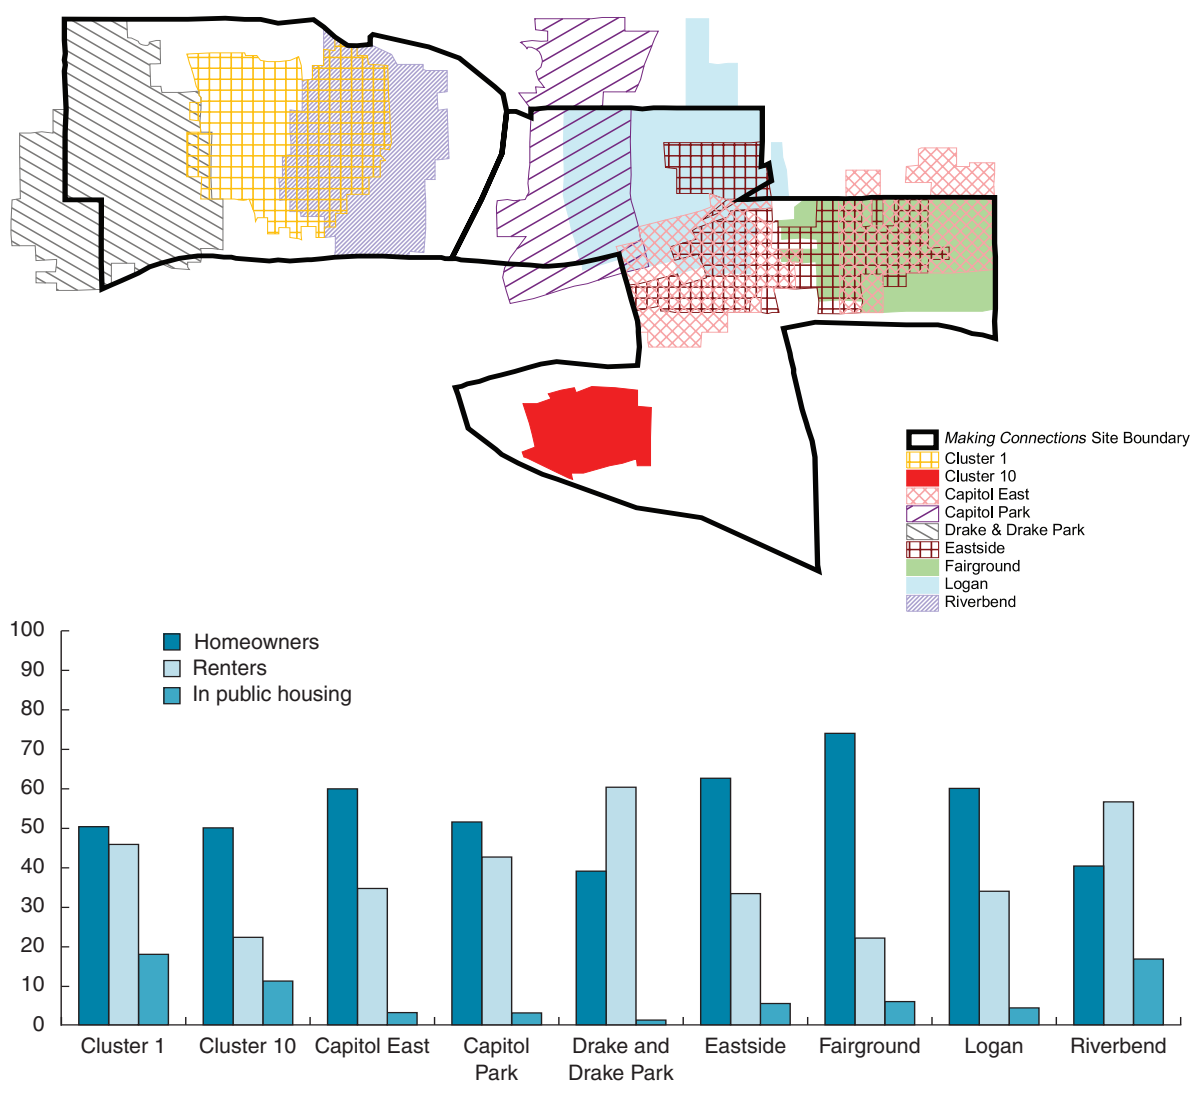 Making Connections Site Boundary
Cluster 1
Cluster 10
Capitol East
Capitol Park
Drake & Drake Park
Eastside
Fairground
Logan
Riverbend
100
90
80
70
60
50
40
30
20
10
0
Homeowners
Renters
In public housing
Cluster 1
Cluster 10
Capitol East
Capitol
Park
Drake and
Drake Park
Eastside
Fairground
Logan
Riverbend